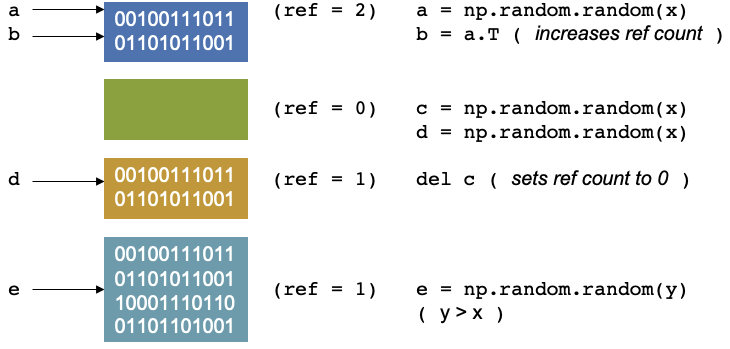 a 00100111011 (ref = 2) a = np.random.random(x)
b 01101011001 b = a.T ( increases ref count )
(ref = 0) c = np.random.random(x)
d = np.random.random(x)
d 00100111011 (ref = 1) del c ( sets ref count to 0 )
01101011001
00100111011
01101011001
e 10001110110 (ref = 1) e = np.random.random(y)
01101101001 ( y > x )